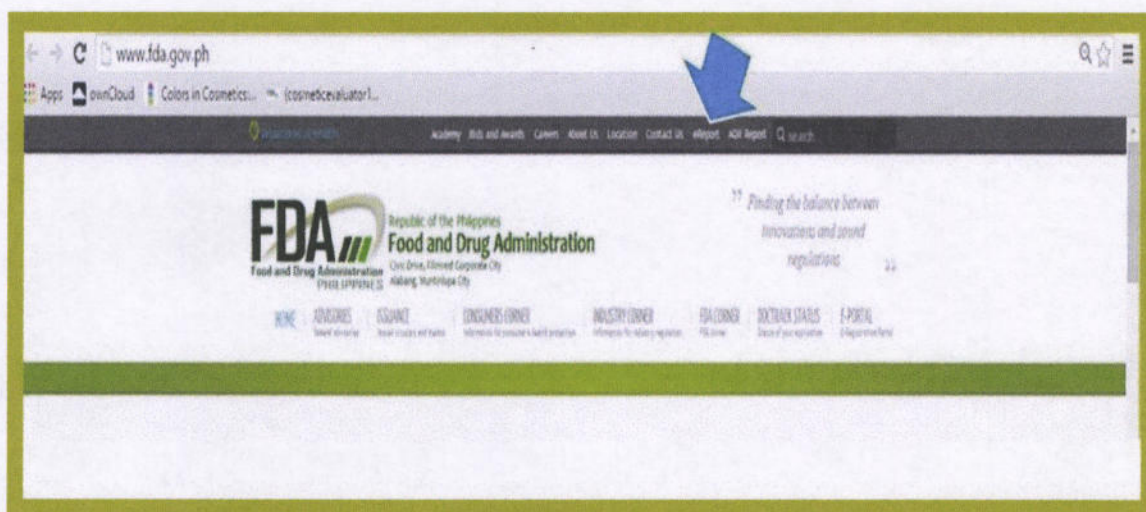 www.fda.gov.ph
Apps ownCloud Colors in Cosmetics:... (cosmeticevaluator1...
Academy Bids and Awards Careers About Us Location Contact Us eReport ADR Report search
” Finding the balance between
innovations and sound
regulations ”
FDA
Food and Drug Administration
PHILIPPINES
Republic of the Philippines
Food and Drug Administration
Civic Drive, Filinvest Corporate City
Alabang, Muntinlupa City
HOME ADVISORIES ISSUANCE CONSUMERS CORNER INDUSTRY CORNER FDA CORNER DOCTRACK STATUS E-PORTAL